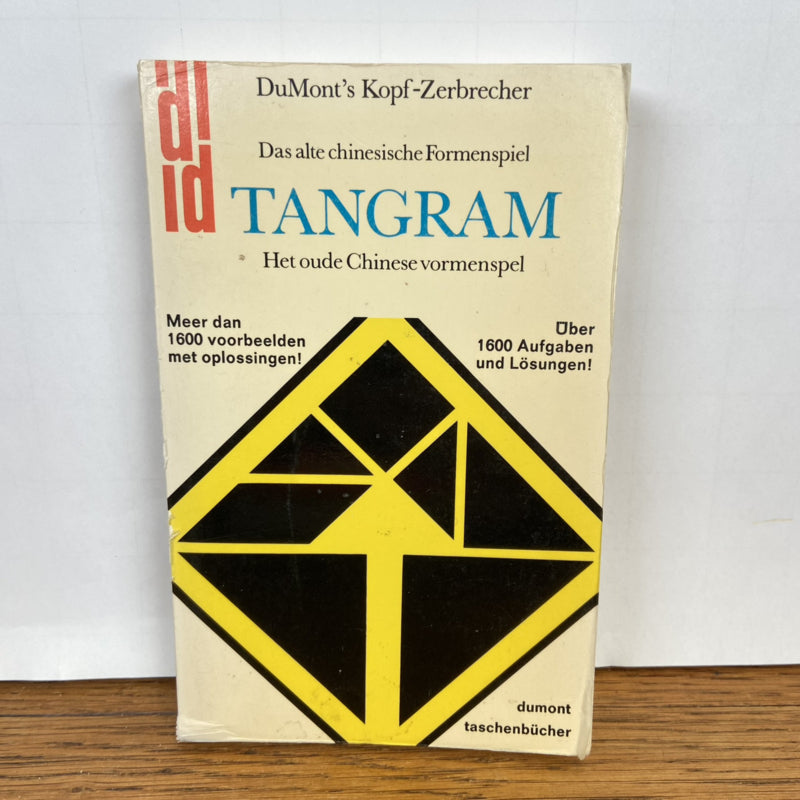 DuMont's Kopf-Zerbrecher
Das alte chinesische Formenspiel
TANGRAM
Het oude Chinese vormenspel
Meer dan
1600 voorbeelden
met oplossingen!
Über
1600 Aufgaben
und Lösungen!
dumont
taschenbücher